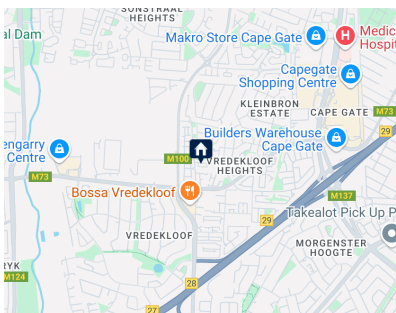 SONSTRAAL
HEIGHTS
al Dam
Makro Store Cape Gate
Medic
Hospit
Capegate
Shopping Centre
KLEINBRON
ESTATE
CAPE GATE
M73
29
Builders Warehouse
Cape Gate
engarry
Centre
M100
VREDEKLOOF
HEIGHTS
M73
Bossa Vredekloof
M137
29
Takealot Pick Up P
VREDEKLOOF
MORGENSTER
HOOGTE
RYK
M124
28
27